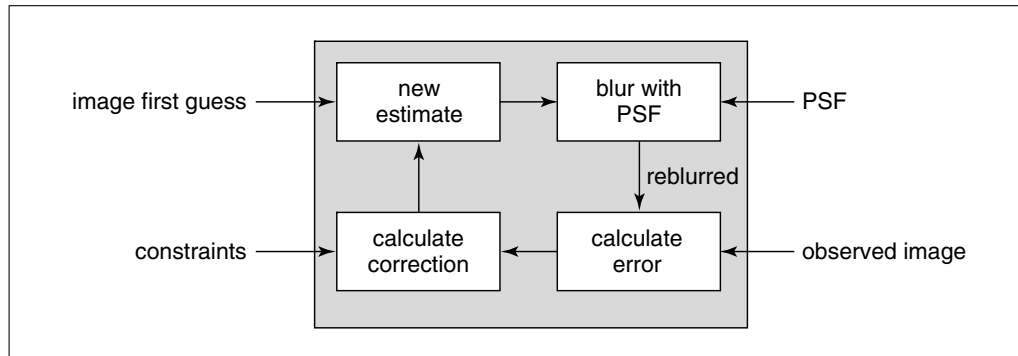 image first guess
new
estimate
blur with
PSF
PSF
reblurred
constraints
calculate
correction
calculate
error
observed image